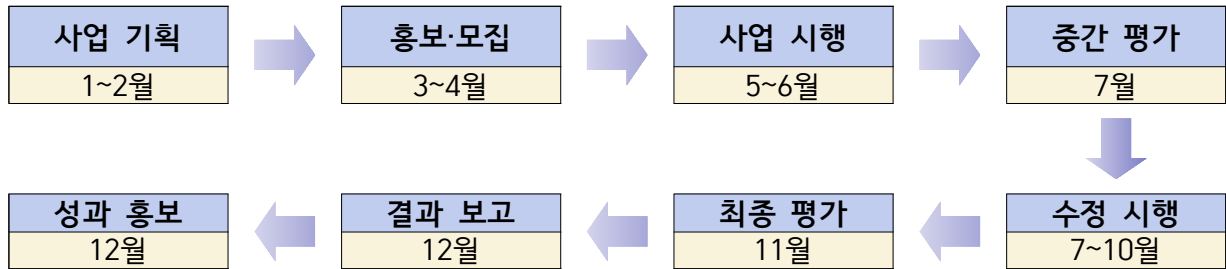 사업 기획
1~2월
홍보·모집
3~4월
사업 시행
5~6월
중간 평가
7월
수정 시행
7~10월
최종 평가
11월
결과 보고
12월
성과 홍보
12월